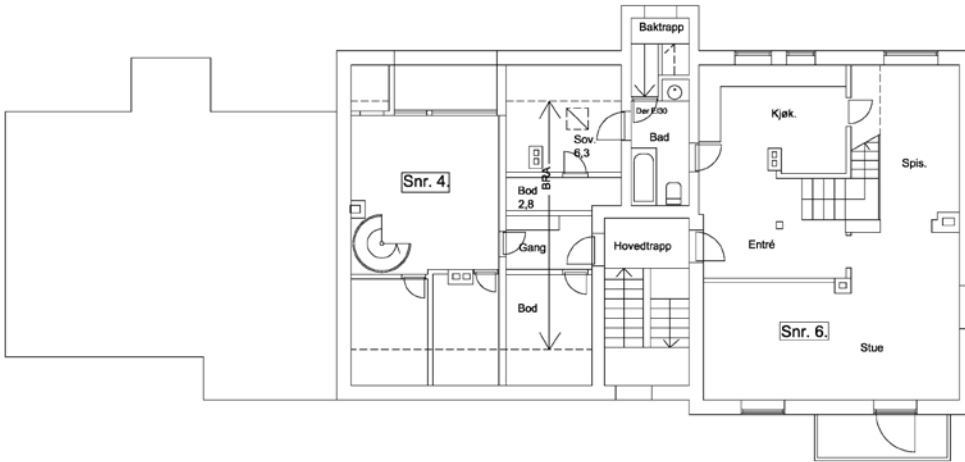 Baktrapp
Dør EI30
Kjøk.
Bad
Sov.
6,3
Spis.
Snr. 4.
BRA
Bod
2,8
Gang
Hovedtrapp
Entré
Bod
Snr. 6.
Stue